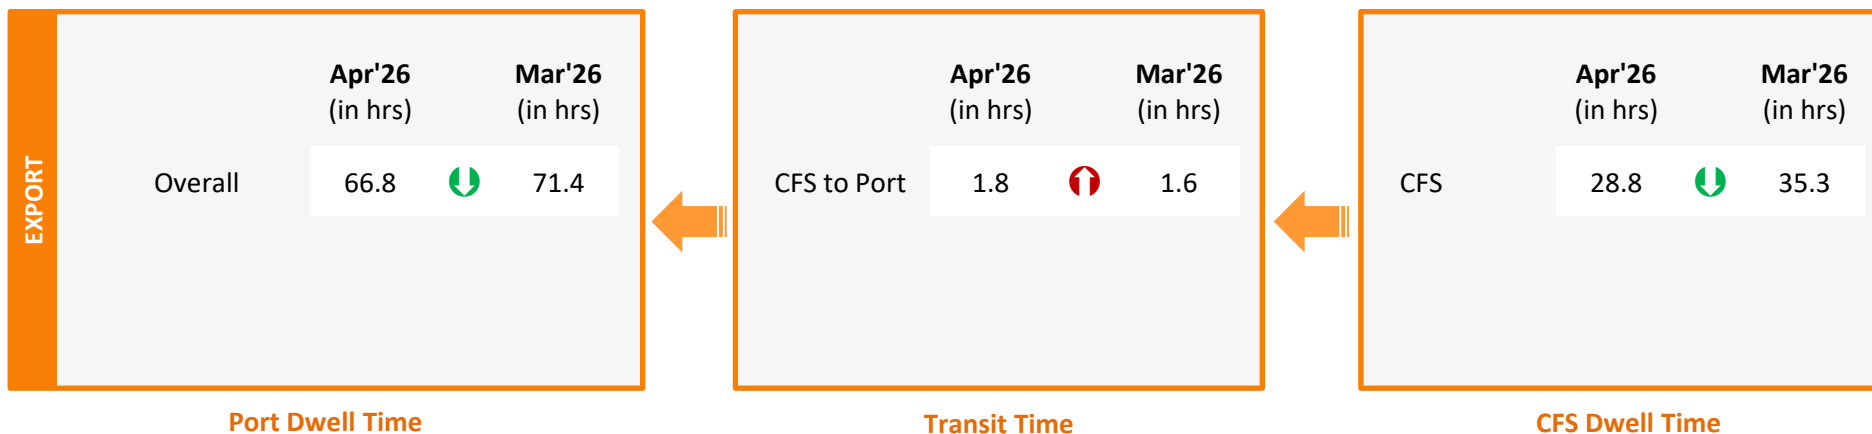 EXPORT
Apr'26 Mar'26
(in hrs) (in hrs)
Overall 66.8 71.4
Port Dwell Time
Apr'26 Mar'26
(in hrs) (in hrs)
CFS to Port 1.8 1.6
Transit Time
Apr'26 Mar'26
(in hrs) (in hrs)
CFS 28.8 35.3
CFS Dwell Time